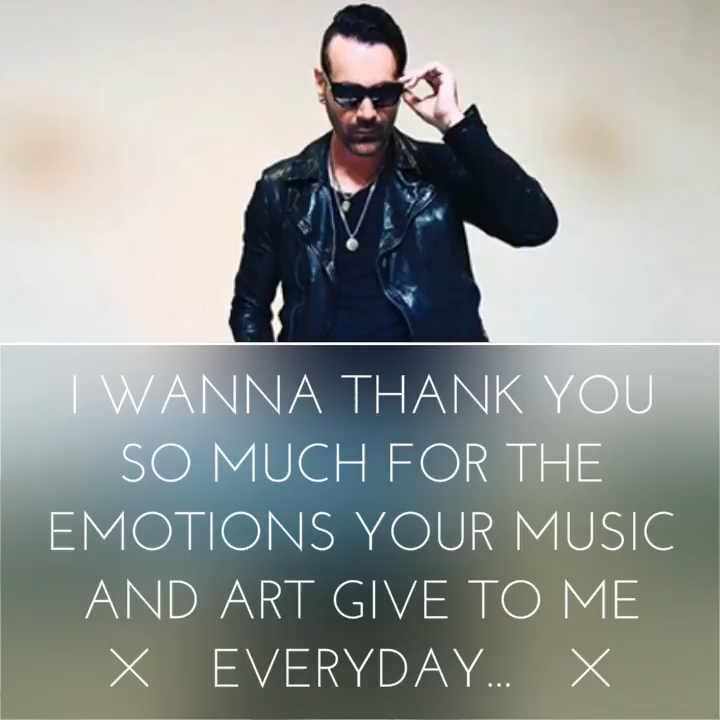 I WANNA THANK YOU
SO MUCH FOR THE
EMOTIONS YOUR MUSIC
AND ART GIVE TO ME
X EVERYDAY... X